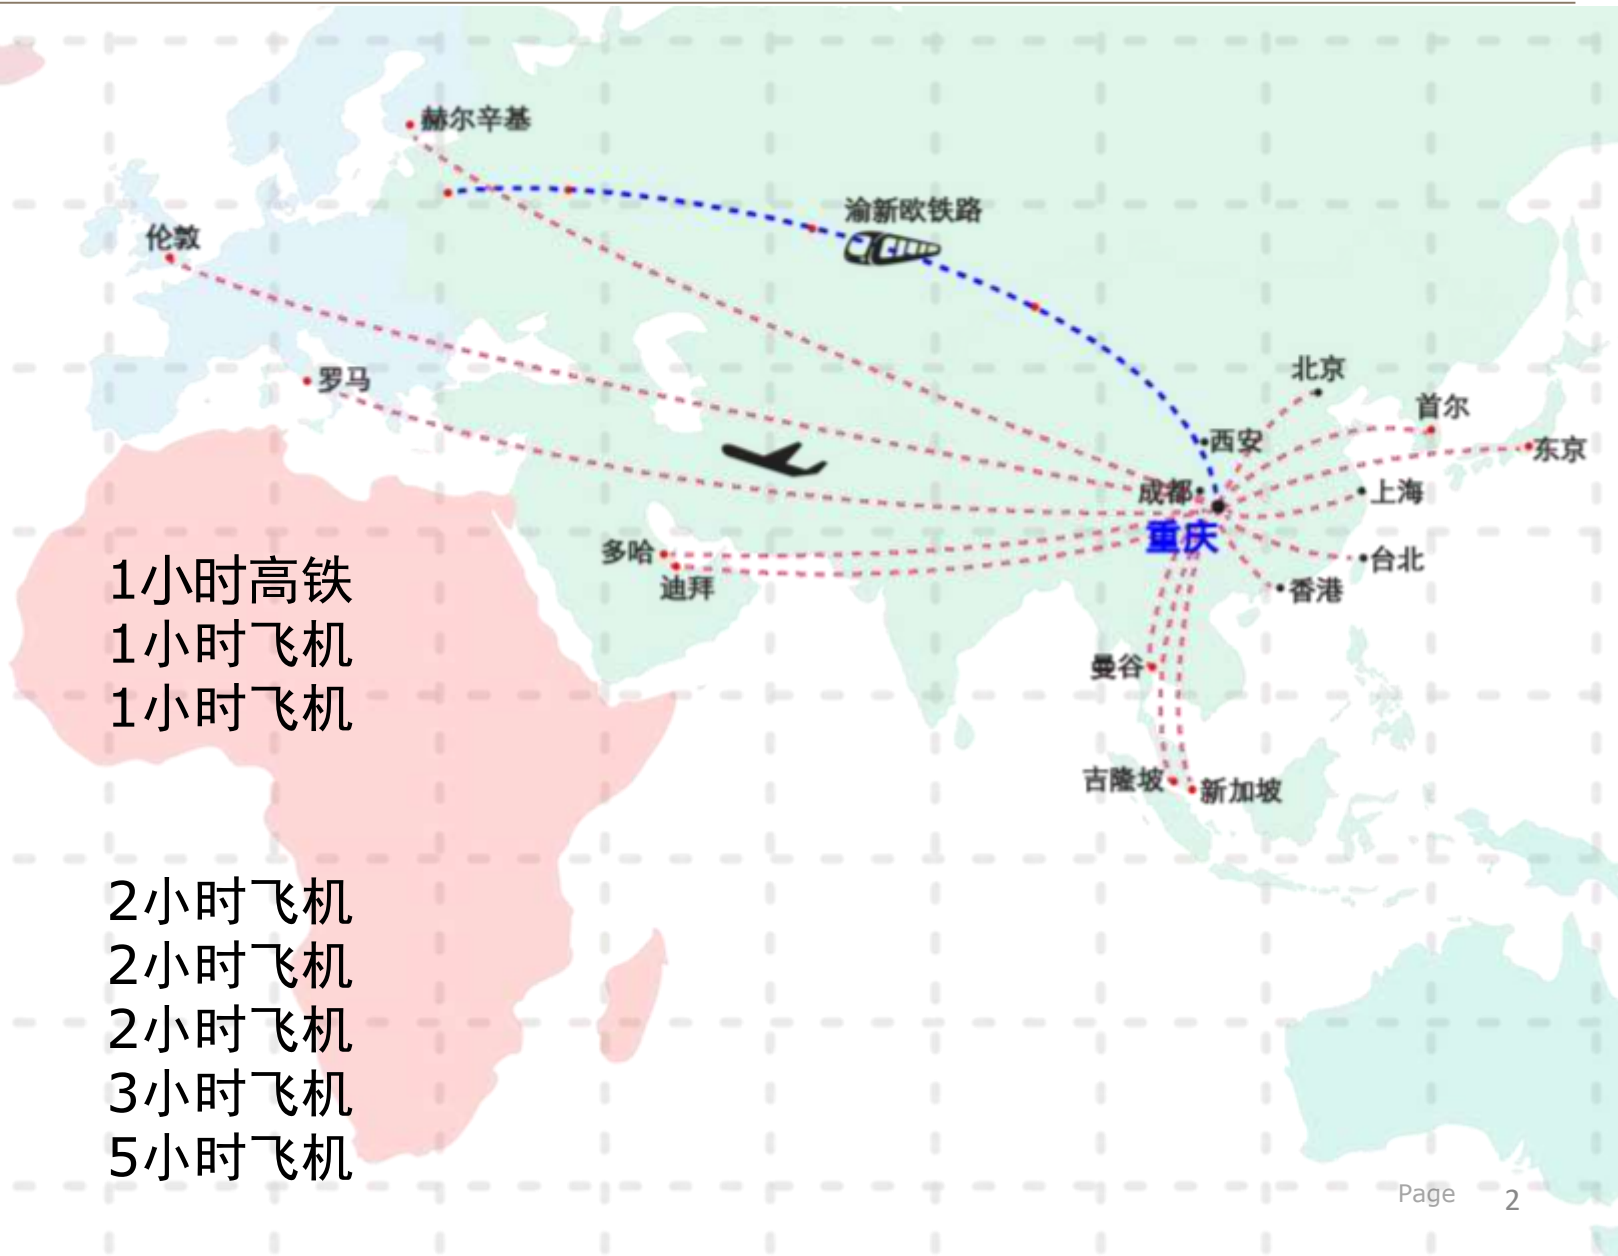 赫尔辛基
渝新欧铁路
伦敦
北京
罗马
首尔
西安
东京
成都
上海
重庆
多哈
台北
迪拜
香港
1小时高铁
1小时飞机
曼谷
1小时飞机
吉隆坡
新加坡
2小时飞机
2小时飞机
2小时飞机
3小时飞机
5小时飞机
Page 2